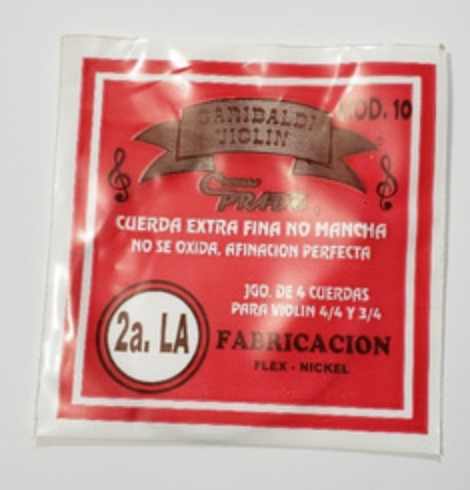 MOD. 10
GARIBALDI
VIOLIN
Cuerdas
PRADO
CUERDA EXTRA FINA NO MANCHA
NO SE OXIDA, AFINACION PERFECTA
JGO. DE 4 CUERDAS
PARA VIOLIN 4/4 Y 3/4
2a. LA
FABRICACION
FLEX - NICKEL